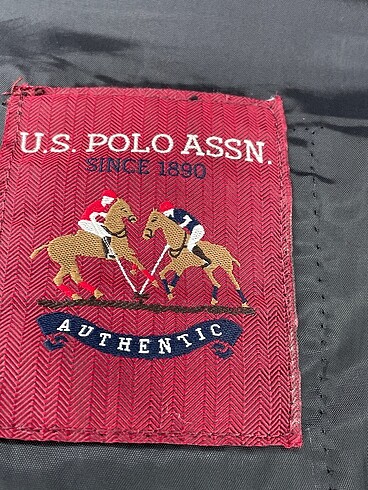 U.S. POLO ASSN.
SINCE 1890
AUTHENTIC